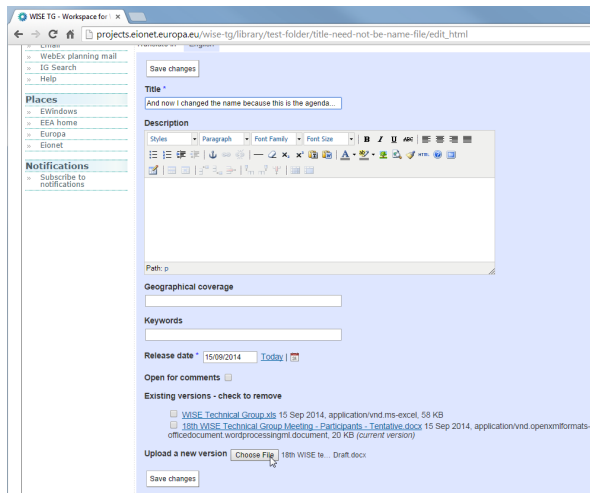 WISE TG - Workspace for
projects.eionet.europa.eu/wise-tg/library/test-folder/title-need-not-be-name-file/edit_html
» Email
» WebEx planning mail
» IG Search
» Help
Places
» EWindows
» EEA home
» Europa
» Eionet
Notifications
» Subscribe to
notifications
English
Save changes
Title *
And now I changed the name because this is the agenda...
Description
Styles Paragraph Font Family Font Size B I U ABC
HTML
Path: p
Geographical coverage
Keywords
Release date * 15/09/2014 Today |
Open for comments
Existing versions - check to remove
WISE Technical Group.xls 15 Sep 2014, application/vnd.ms-excel, 58 KB
18th WISE Technical Group Meeting - Participants - Tentative.docx 15 Sep 2014, application/vnd.openxmlformats-
officedocument.wordprocessingml.document, 20 KB (current version)
Upload a new version Choose File 18th WISE te... Draft.docx
Save changes